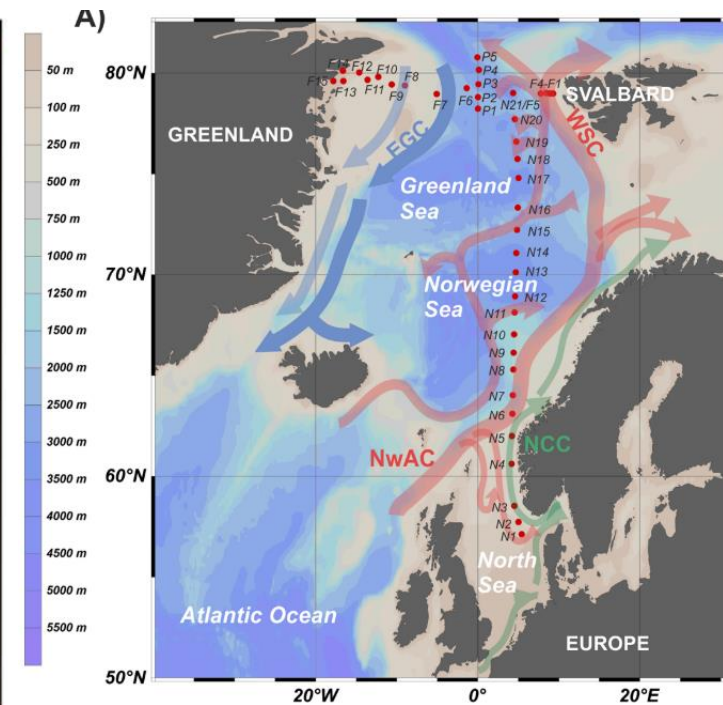 A)
50 m
100 m
250 m
500 m
750 m
1000 m
1250 m
1500 m
2000 m
2500 m
3000 m
3500 m
4000 m
4500 m
5000 m
5500 m
80°N
70°N
60°N
50°N
20°W
0°
20°E
P5
P4
P3
P2
P1
F14
F12
F10
F8
F15
F13
F11
F9
F7
F6
N21/F5
F4-F1
SVALBARD
GREENLAND
EGC
WSC
N20
N19
N18
N17
Greenland
Sea
N16
N15
N14
N13
Norwegian
Sea
N12
N11
N10
N9
N8
N7
N6
N5
N4
NwAC
NCC
N3
N2
N1
North
Sea
Atlantic Ocean
EUROPE